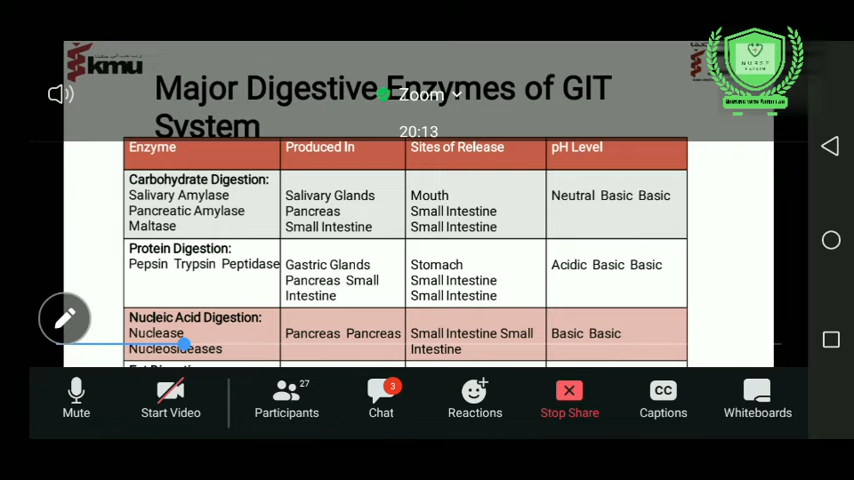 kmu
Major Digestive Enzymes of GIT
System
Zoom
20:13
NURSE
Enzyme Produced In Sites of Release pH Level
Carbohydrate Digestion:
Salivary Amylase Salivary Glands Mouth Neutral Basic Basic
Pancreatic Amylase Pancreas Small Intestine
Maltase Small Intestine Small Intestine
Protein Digestion:
Pepsin Trypsin Peptidase Gastric Glands Stomach Acidic Basic Basic
Pancreas Small Small Intestine
Intestine Small Intestine
Nucleic Acid Digestion:
Nuclease Pancreas Pancreas Small Intestine Small Basic Basic
Nucleosideases Intestine
27
3
CC
Mute Start Video Participants Chat Reactions Stop Share Captions Whiteboards